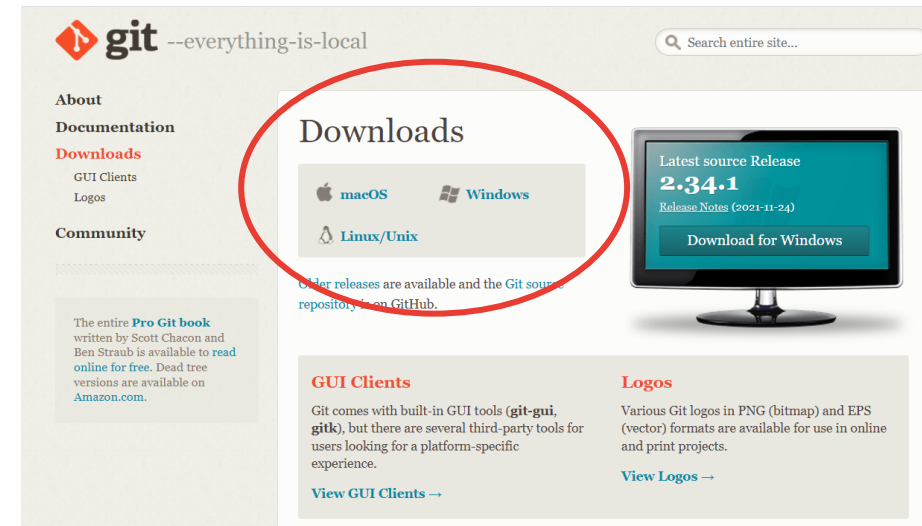 git --everything-is-local
Search entire site...
About
Documentation
Downloads
GUI Clients
Logos
Community
The entire Pro Git book
written by Scott Chacon and
Ben Straub is available to read
online for free. Dead tree
versions are available on
Amazon.com.
Downloads
macOS
Windows
Linux/Unix
Older releases are available and the Git source
repository is on GitHub.
Latest source Release
2.34.1
Release Notes (2021-11-24)
Download for Windows
GUI Clients
Git comes with built-in GUI tools (git-gui,
gitk), but there are several third-party tools for
users looking for a platform-specific
experience.
View GUI Clients →
Logos
Various Git logos in PNG (bitmap) and EPS
(vector) formats are available for use in online
and print projects.
View Logos →